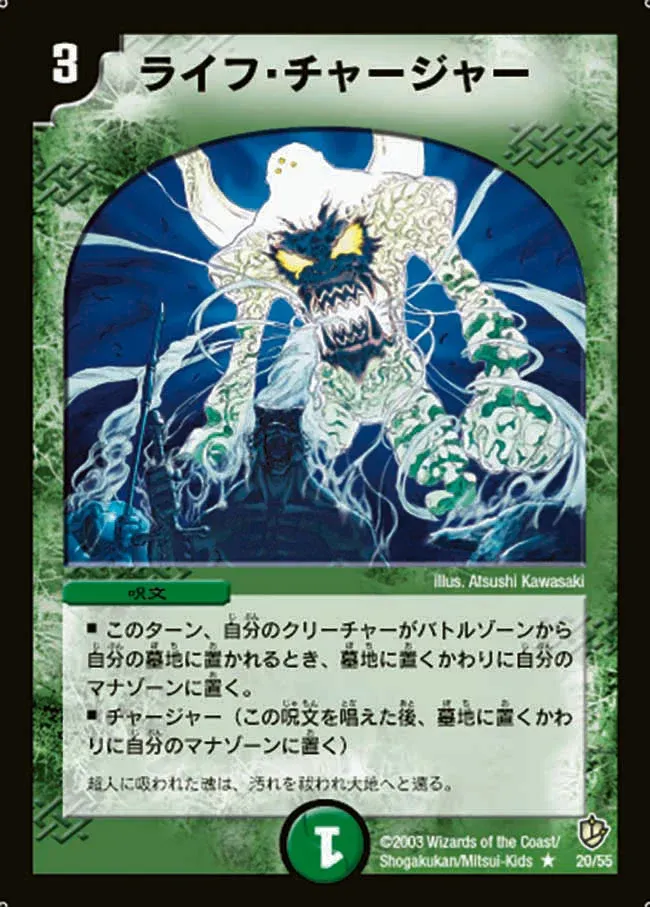 3
ライフ・チャージャー
illus. Atsushi Kawasaki
呪文
■ このターン、自分のクリーチャーがバトルゾーンから
自分の墓地に置かれるとき、墓地に置くかわりに自分の
マナゾーンに置く。
■ チャージャー(この呪文を唱えた後、墓地に置くかわ
りに自分のマナゾーンに置く)
超人に吸われた魂は、汚れを祓われ大地へと還る。
1
©2003 Wizards of the Coast/
Shogakukan/Mitsui-Kids ★ 20/55